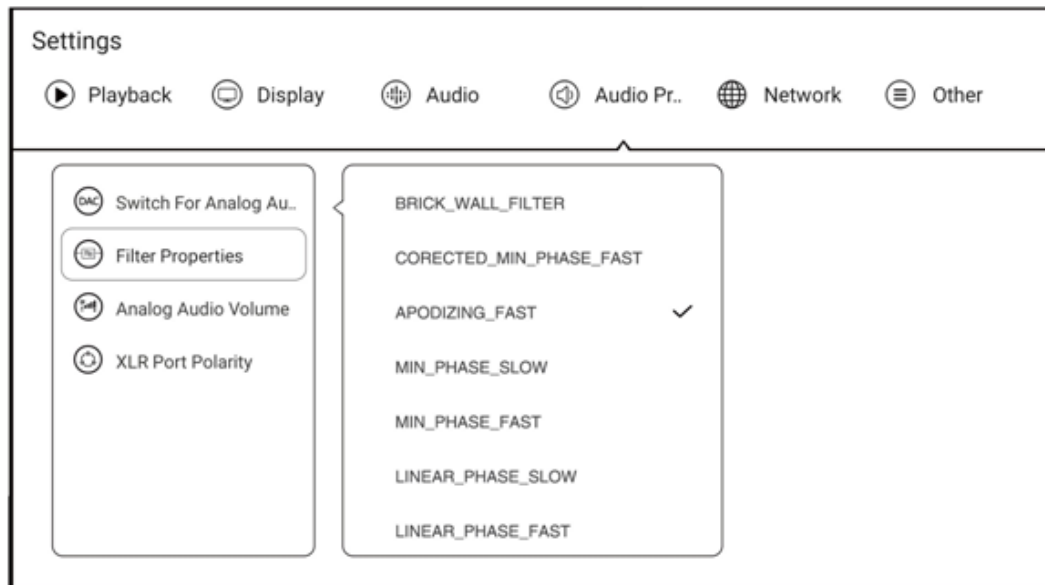 Settings
Playback Display Audio Audio Pr.. Network Other
DAC Switch For Analog Au..
Filter Properties
Analog Audio Volume
XLR Port Polarity
BRICK_WALL_FILTER
CORECTED_MIN_PHASE_FAST
APODIZING_FAST
MIN_PHASE_SLOW
MIN_PHASE_FAST
LINEAR_PHASE_SLOW
LINEAR_PHASE_FAST